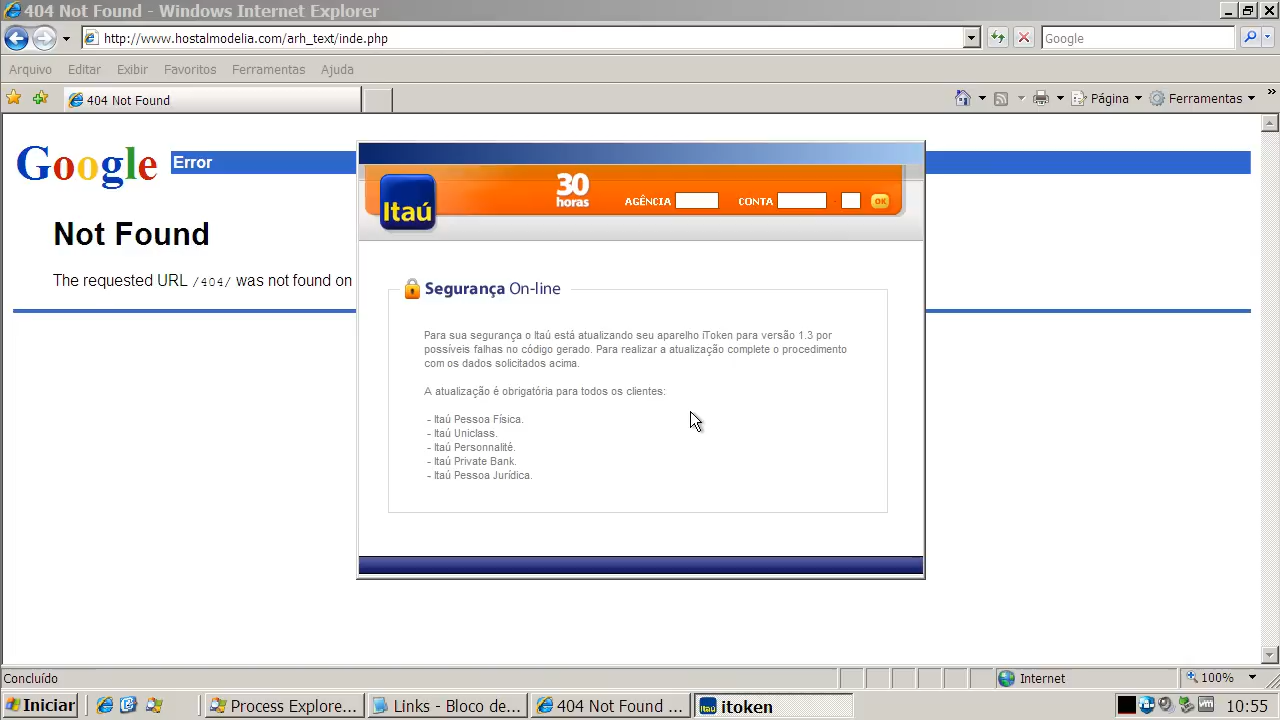 404 Not Found - Windows Internet Explorer
http://www.hostalmodelia.com/arh_text/inde.php
Google
Arquivo Editar Exibir Favoritos Ferramentas Ajuda
404 Not Found
Página Ferramentas
Google Error
Not Found
The requested URL /404/ was not found on
Itaú
30 horas
AGÊNCIA CONTA - OK
Segurança On-line
Para sua segurança o Itaú está atualizando seu aparelho iToken para versão 1.3 por
possíveis falhas no código gerado. Para realizar a atualização complete o procedimento
com os dados solicitados acima.
A atualização é obrigatória para todos os clientes:
- Itaú Pessoa Física.
- Itaú Uniclass.
- Itaú Personnalité.
- Itaú Private Bank.
- Itaú Pessoa Jurídica.
Concluído
Internet
100%
Iniciar
Process Explore...
Links - Bloco de...
404 Not Found ...
Itaú itoken
vm
10:55